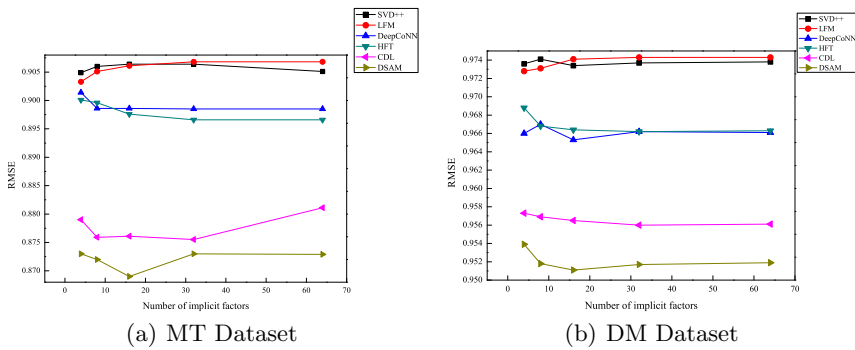 SVD++
LFM
DeepCoNN
HFT
CDL
DSAM
0.905
0.900
0.895
0.890
0.885
0.880
0.875
0.870
RMSE
0 10 20 30 40 50 60 70
Number of implicit factors
(a) MT Dataset
SVD++
LFM
DeepCoNN
HFT
CDL
DSAM
0.974
0.972
0.970
0.968
0.966
0.964
0.962
0.960
0.958
0.956
0.954
0.952
0.950
RMSE
0 10 20 30 40 50 60 70
Number of implicit factors
(b) DM Dataset